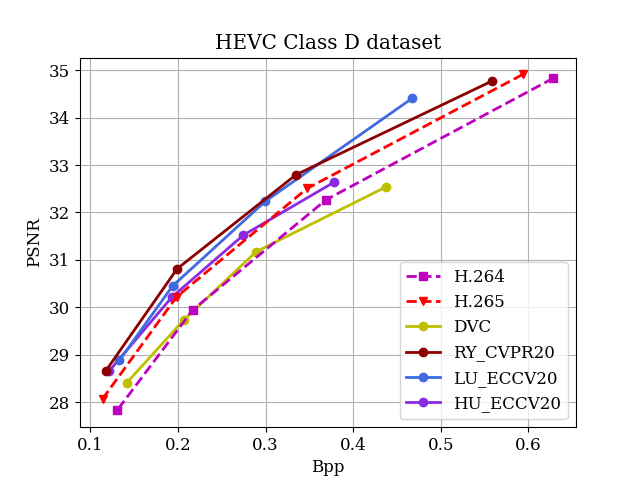 HEVC Class D dataset
PSNR
35
34
33
32
31
30
29
28
0.1 0.2 0.3 0.4 0.5 0.6
Bpp
H.264
H.265
DVC
RY_CVPR20
LU_ECCV20
HU_ECCV20